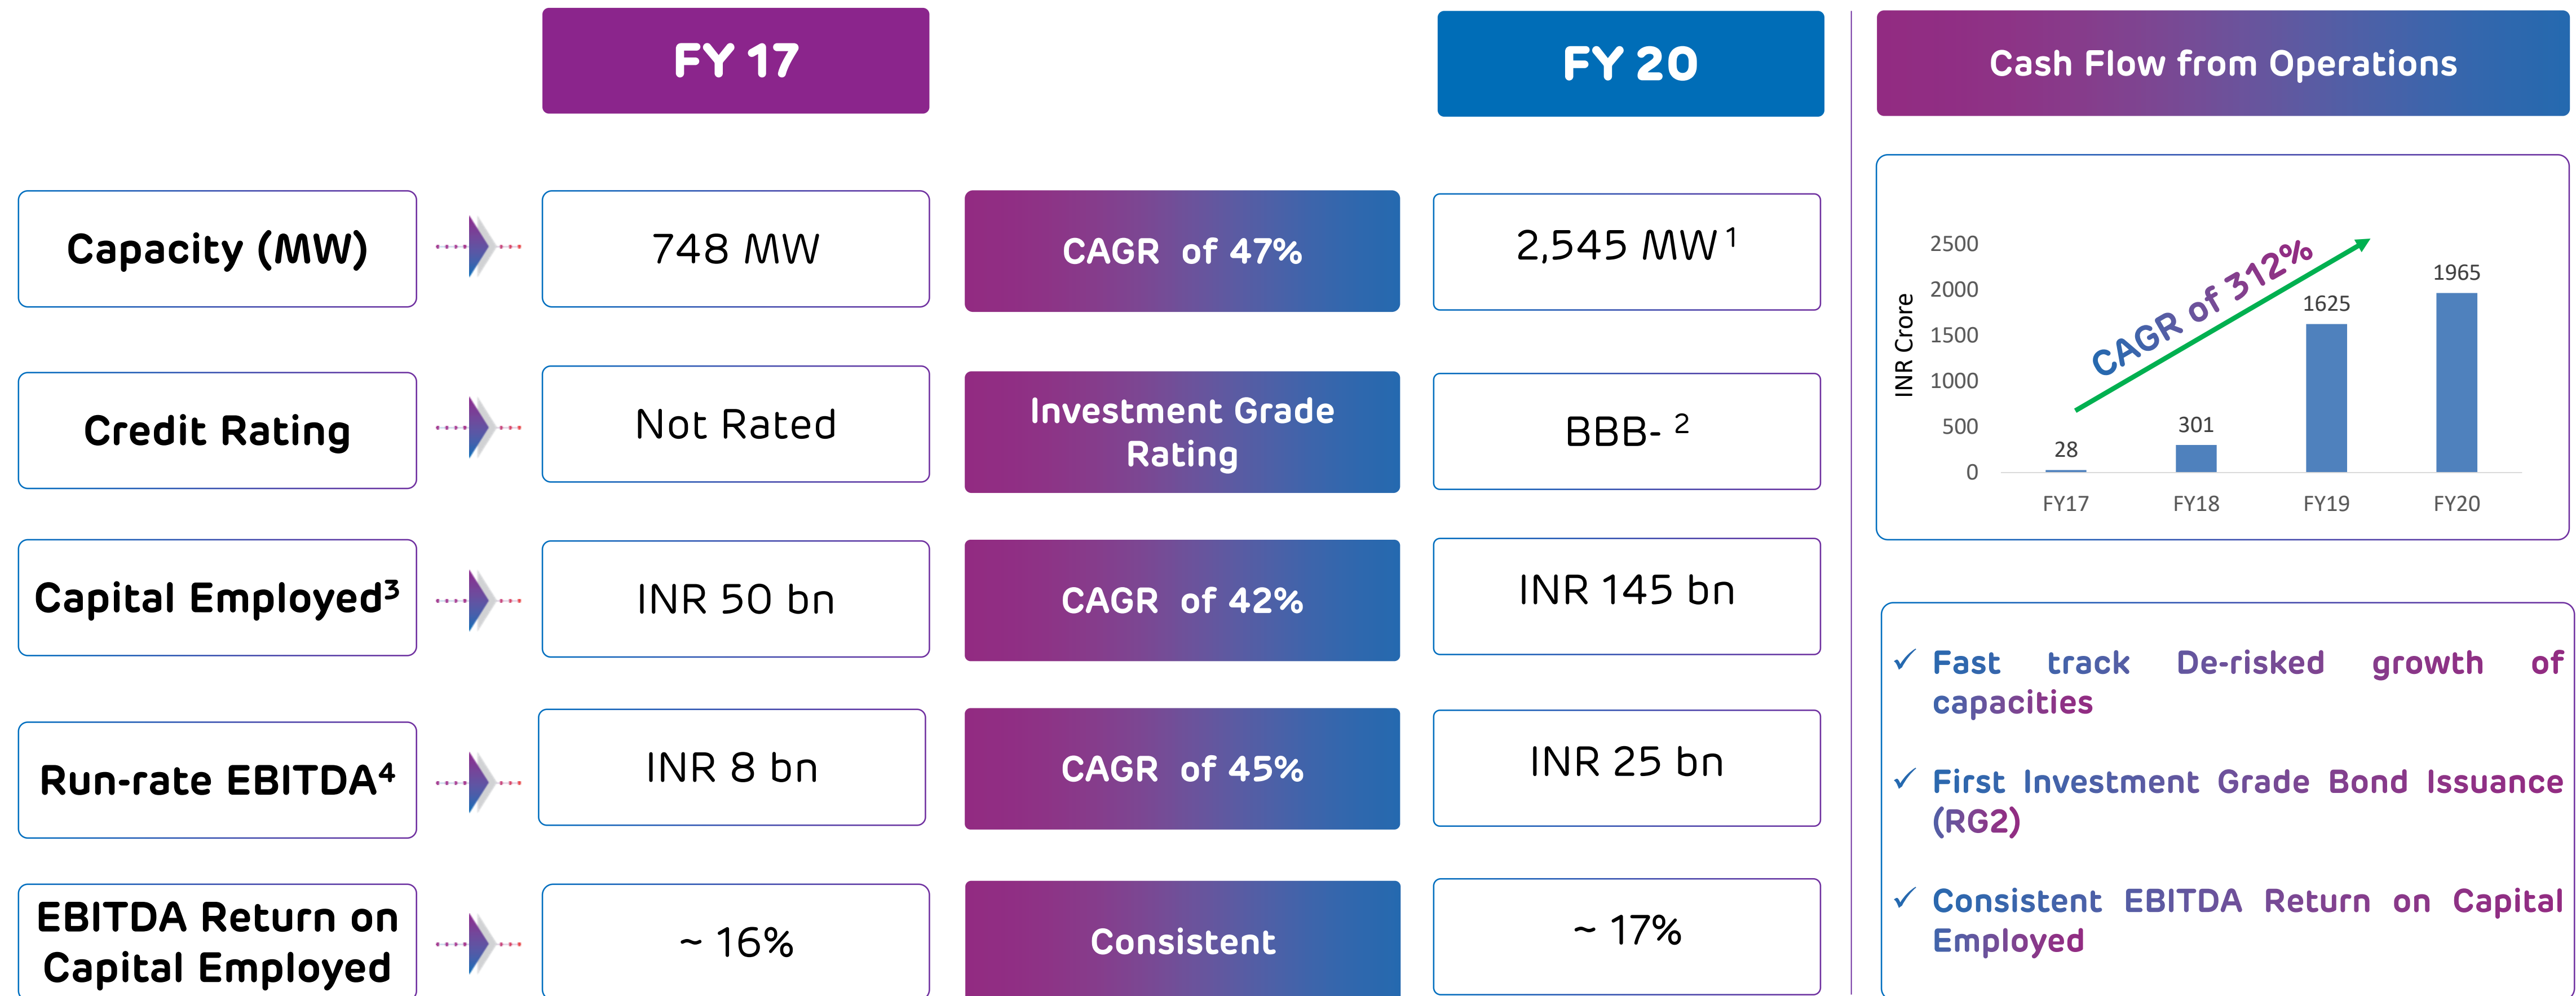 FY 17
FY 20
Capacity (MW)
748 MW
CAGR of 47%
2,545 MW 1
Credit Rating
Not Rated
Investment Grade
Rating
BBB- 2
Capital Employed3
INR 50 bn
CAGR of 42%
INR 145 bn
Run-rate EBITDA4
INR 8 bn
CAGR of 45%
INR 25 bn
EBITDA Return on
Capital Employed
~ 16%
Consistent
~ 17%
Cash Flow from Operations
INR Crore
2500
2000
1500
1000
500
0
CAGR of 312%
28
301
1625
1965
FY17
FY18
FY19
FY20
✓ Fast track De-risked growth of
capacities
✓ First Investment Grade Bond Issuance
(RG2)
✓ Consistent EBITDA Return on Capital
Employed